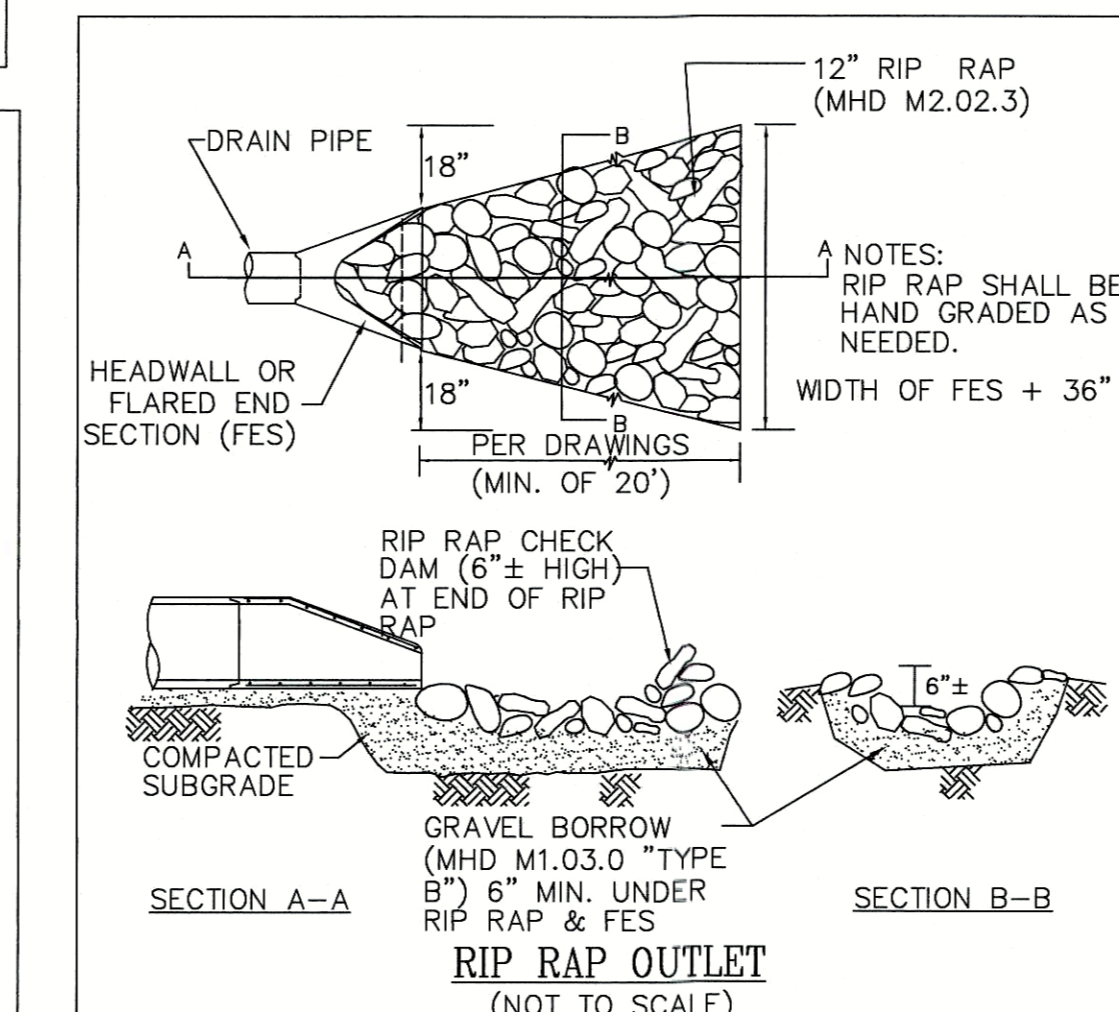 12" RIP RAP
(MHD M2.02.3)
DRAIN PIPE
B
18"
A
A
NOTES:
RIP RAP SHALL BE
HAND GRADED AS
NEEDED.
HEADWALL OR
FLARED END
SECTION (FES)
18"
WIDTH OF FES + 36"
B
PER DRAWINGS
(MIN. OF 20')
RIP RAP CHECK
DAM (6"± HIGH)
AT END OF RIP
RAP
6"±
COMPACTED
SUBGRADE
GRAVEL BORROW
(MHD M1.03.0 "TYPE
B") 6" MIN. UNDER
RIP RAP & FES
SECTION A-A
SECTION B-B
RIP RAP OUTLET
(NOT TO SCALE)